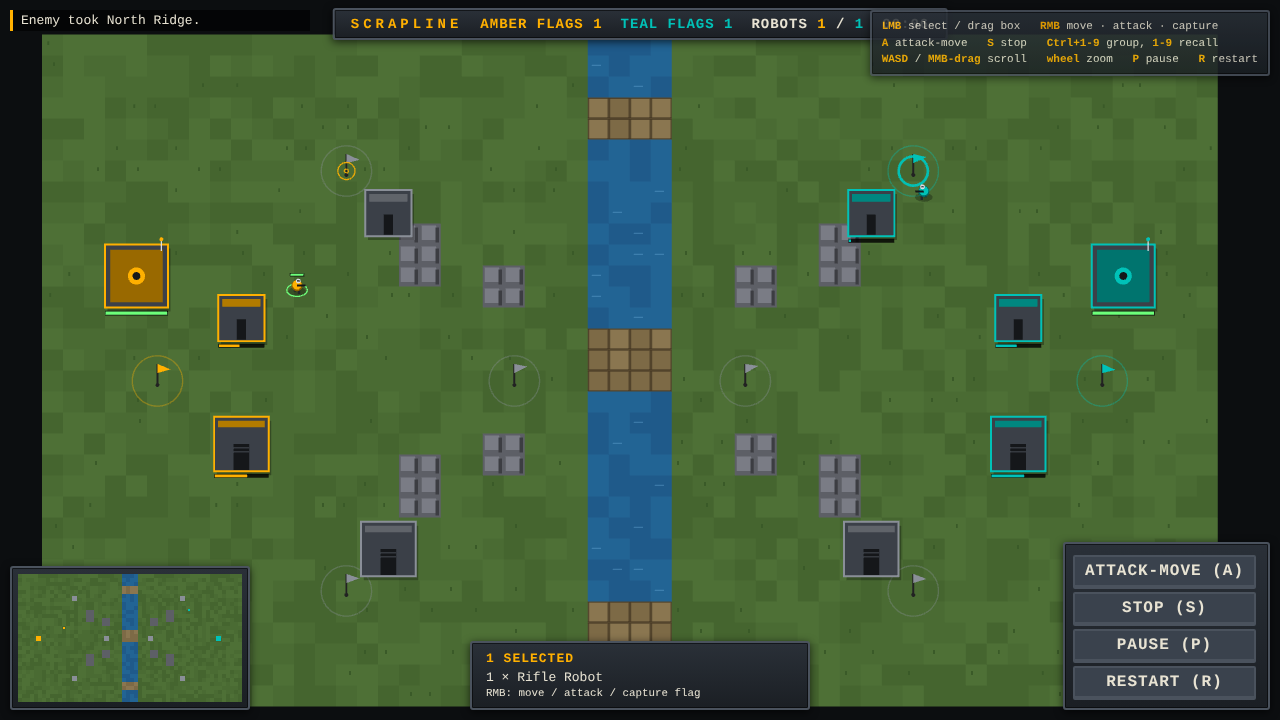 Enemy took North Ridge.
SCRAPLINE AMBER FLAGS 1 TEAL FLAGS 1 ROBOTS 1 / 1
LMB select / drag box RMB move · attack · capture
A attack-move S stop Ctrl+1-9 group, 1-9 recall
WASD / MMB-drag scroll wheel zoom P pause R restart
1 SELECTED
1 × Rifle Robot
RMB: move / attack / capture flag
ATTACK-MOVE (A)
STOP (S)
PAUSE (P)
RESTART (R)